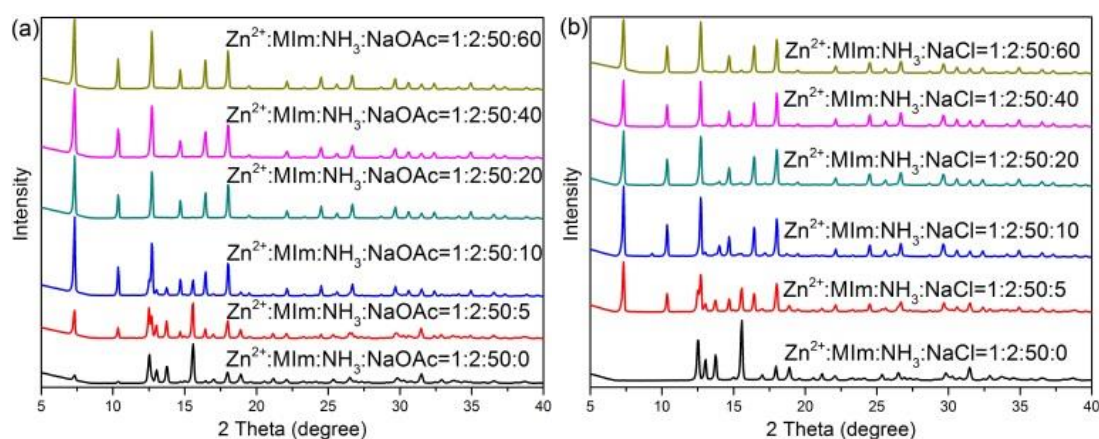 (a)
Zn²⁺:MIm:NH₃:NaOAc=1:2:50:60
Zn²⁺:MIm:NH₃:NaOAc=1:2:50:40
Zn²⁺:MIm:NH₃:NaOAc=1:2:50:20
Zn²⁺:MIm:NH₃:NaOAc=1:2:50:10
Zn²⁺:MIm:NH₃:NaOAc=1:2:50:5
Zn²⁺:MIm:NH₃:NaOAc=1:2:50:0
Intensity
5 10 15 20 25 30 35 40
2 Theta (degree)
(b)
Zn²⁺:MIm:NH₃:NaCl=1:2:50:60
Zn²⁺:MIm:NH₃:NaCl=1:2:50:40
Zn²⁺:MIm:NH₃:NaCl=1:2:50:20
Zn²⁺:MIm:NH₃:NaCl=1:2:50:10
Zn²⁺:MIm:NH₃:NaCl=1:2:50:5
Zn²⁺:MIm:NH₃:NaCl=1:2:50:0
Intensity
5 10 15 20 25 30 35 40
2 Theta (degree)